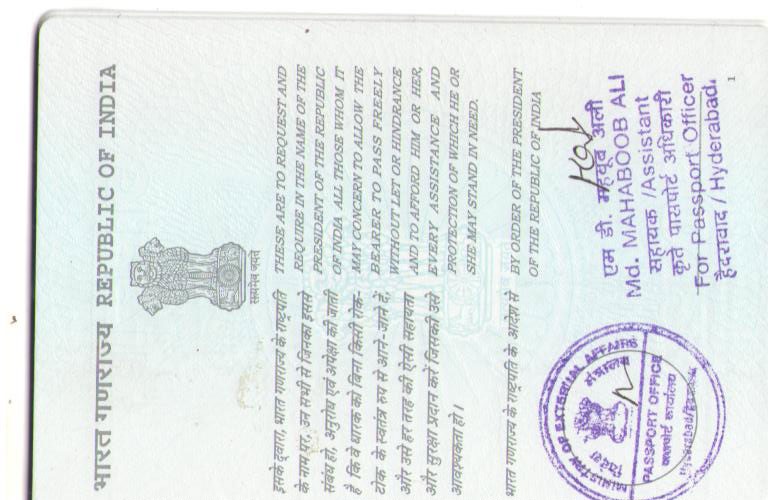 भारत गणराज्य REPUBLIC OF INDIA
सत्यमेव जयते
इसके द्वारा, भारत गणराज्य के राष्ट्रपति
के नाम पर, उन सभी से जिनका इससे
संबंध हो, अनुरोध एवं अपेक्षा की जाती
है कि वे धारक को बिना किसी रोक-
टोक के स्वतंत्र रूप से आने-जाने दें,
और उसे हर तरह की ऐसी सहायता
और सुरक्षा प्रदान करें जिसकी उसे
आवश्यकता हो।
THESE ARE TO REQUEST AND
REQUIRE IN THE NAME OF THE
PRESIDENT OF THE REPUBLIC
OF INDIA ALL THOSE WHOM IT
MAY CONCERN TO ALLOW THE
BEARER TO PASS FREELY
WITHOUT LET OR HINDRANCE
AND TO AFFORD HIM OR HER,
EVERY ASSISTANCE AND
PROTECTION OF WHICH HE OR
SHE MAY STAND IN NEED.
भारत गणराज्य के राष्ट्रपति के आदेश से
BY ORDER OF THE PRESIDENT
OF THE REPUBLIC OF INDIA
MINISTRY OF EXTERNAL AFFAIRS
विदेश मंत्रालय
PASSPORT OFFICE
पासपोर्ट कार्यालय
एम डी. महबूब अली
Md. MAHABOOB ALI
सहायक /Assistant
कृते पासपोर्ट अधिकारी
For Passport Officer
हैदराबाद / Hyderabad.
1